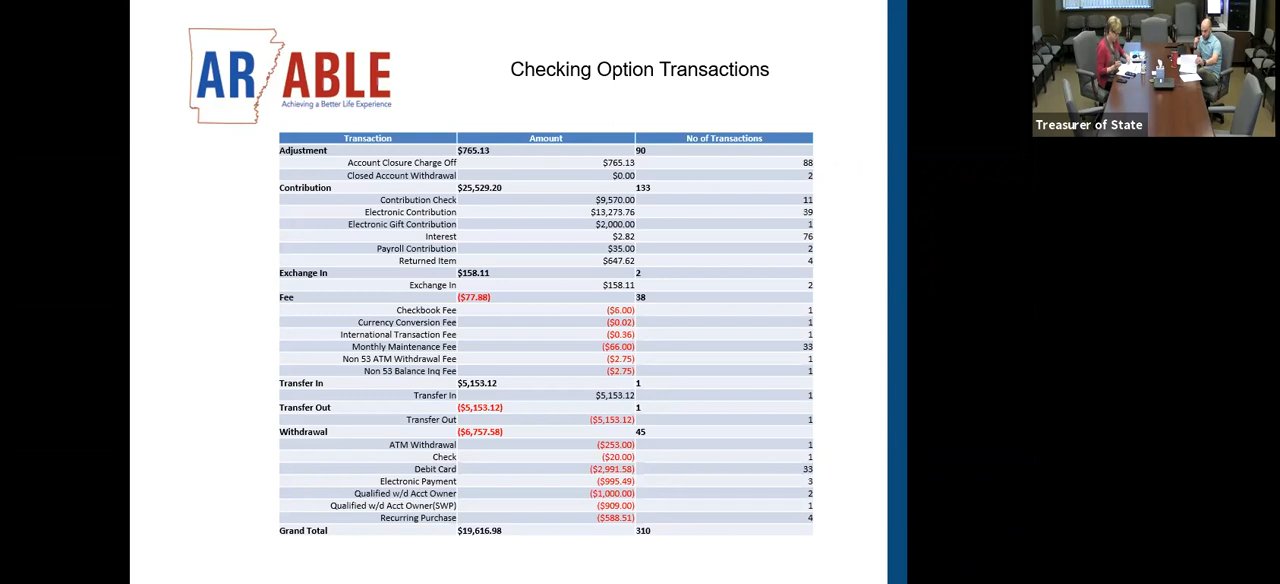 AR ABLE
Achieving a Better Life Experience
Checking Option Transactions
Transaction Amount No of Transactions
Adjustment $765.13 90
Account Closure Charge Off $765.13 88
Closed Account Withdrawal $0.00 2
Contribution $25,529.20 133
Contribution Check $9,570.00 11
Electronic Contribution $13,273.76 39
Electronic Gift Contribution $2,000.00 1
Interest $2.82 76
Payroll Contribution $35.00 2
Returned Item $647.62 4
Exchange In $158.11 2
Exchange In $158.11 2
Fee ($77.88) 38
Checkbook Fee ($6.00) 1
Currency Conversion Fee ($0.02) 1
International Transaction Fee ($0.36) 1
Monthly Maintenance Fee ($66.00) 33
Non 53 ATM Withdrawal Fee ($2.75) 1
Non 53 Balance Inq Fee ($2.75) 1
Transfer In $5,153.12 1
Transfer In $5,153.12 1
Transfer Out ($5,153.12) 1
Transfer Out ($5,153.12) 1
Withdrawal ($6,757.58) 45
ATM Withdrawal ($253.00) 1
Check ($20.00) 1
Debit Card ($2,991.58) 33
Electronic Payment ($995.49) 3
Qualified w/d Acct Owner ($1,000.00) 2
Qualified w/d Acct Owner(SWP) ($909.00) 1
Recurring Purchase ($588.51) 4
Grand Total $19,616.98 310
Treasurer of State